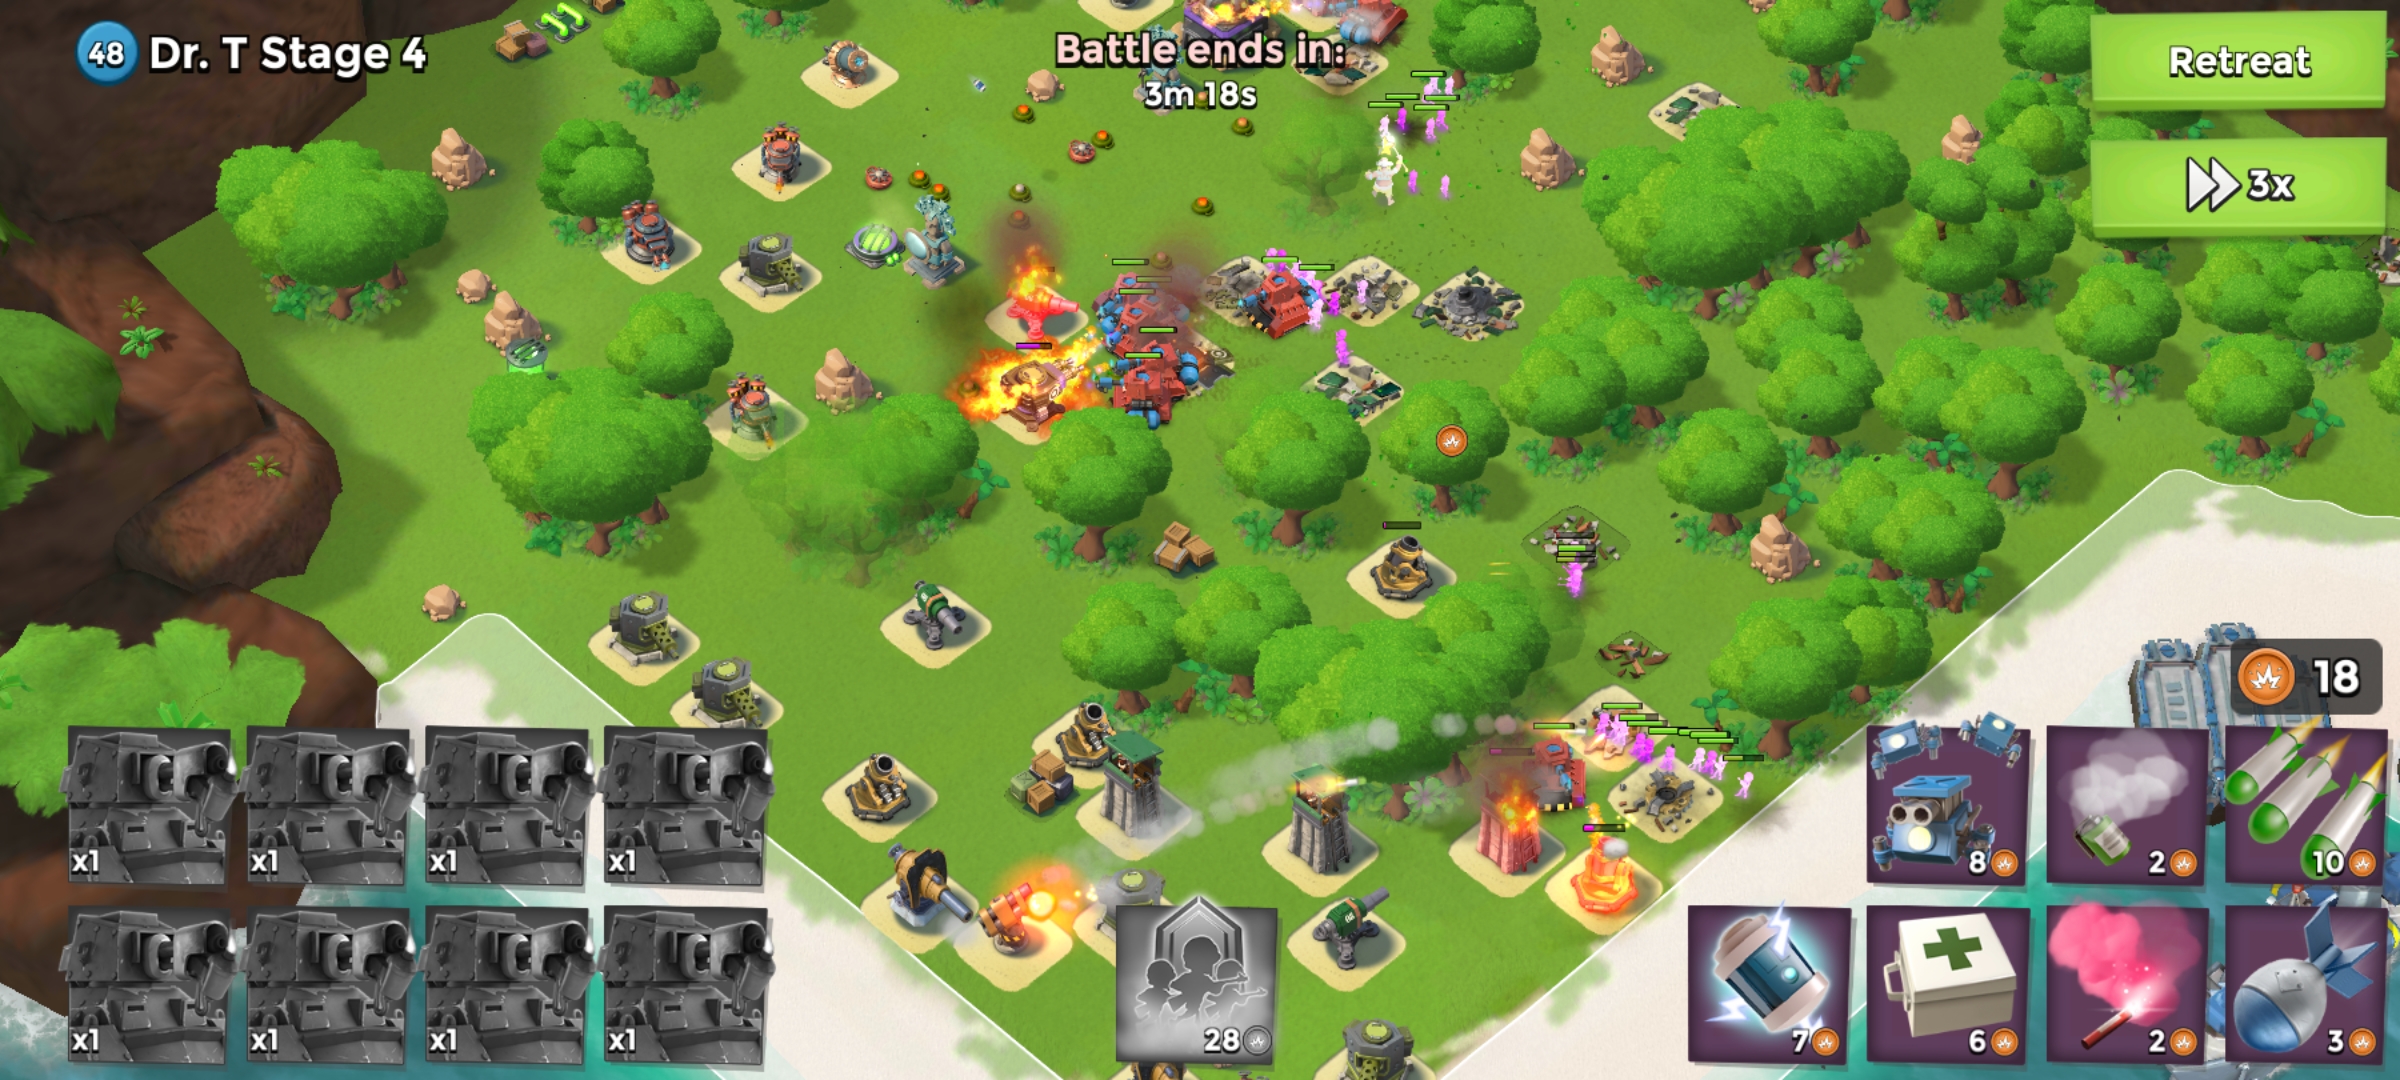 48 Dr. T Stage 4
Battle ends in:
3m 18s
Retreat
3x
18
x1
x1
x1
x1
8
2
10
x1
x1
x1
x1
28
7
6
2
3